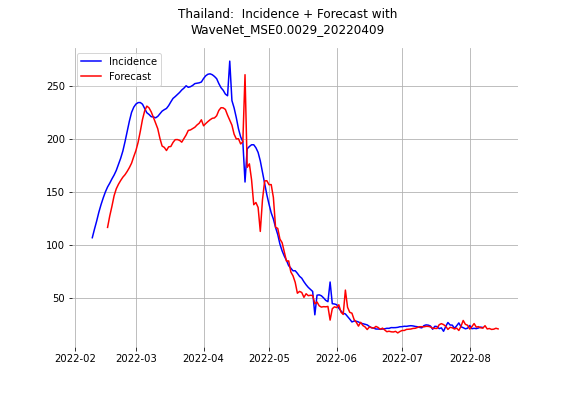 Thailand:  Incidence + Forecast with
WaveNet_MSE0.0029_20220409
Incidence
Forecast
250
200
150
100
50
2022-02 2022-03 2022-04 2022-05 2022-06 2022-07 2022-08